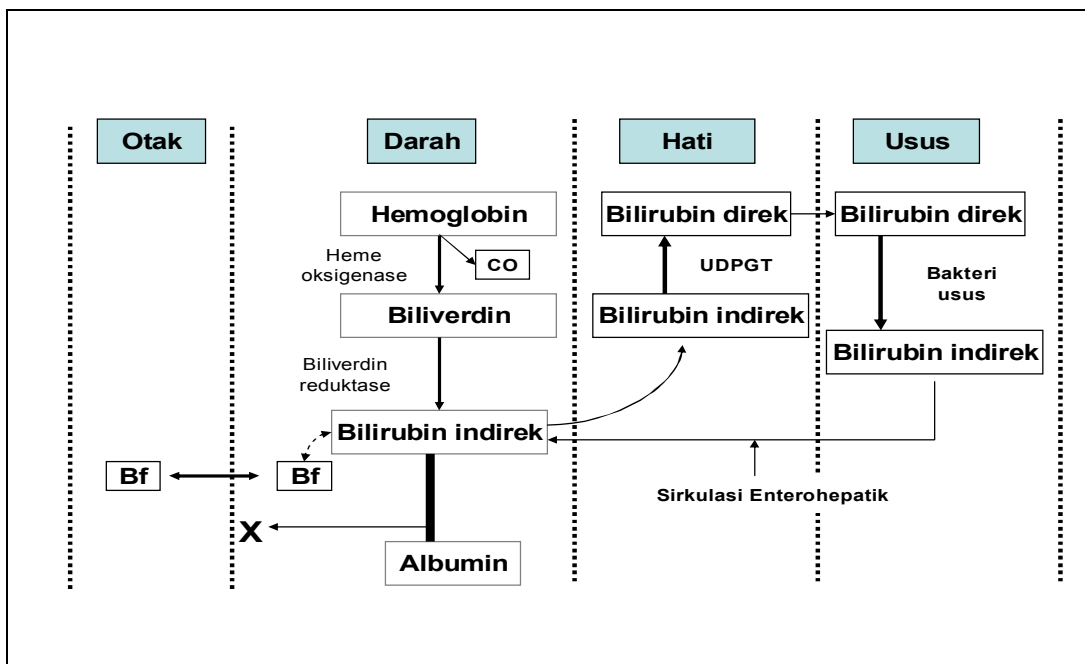 Otak
Darah
Hati
Usus
Hemoglobin
Heme
oksigenase
CO
Biliverdin
Biliverdin
reduktase
Bilirubin indirek
Bf
Bf
X
Albumin
Bilirubin direk
UDPGT
Bilirubin indirek
Bilirubin direk
Bakteri
usus
Bilirubin indirek
Sirkulasi Enterohepatik